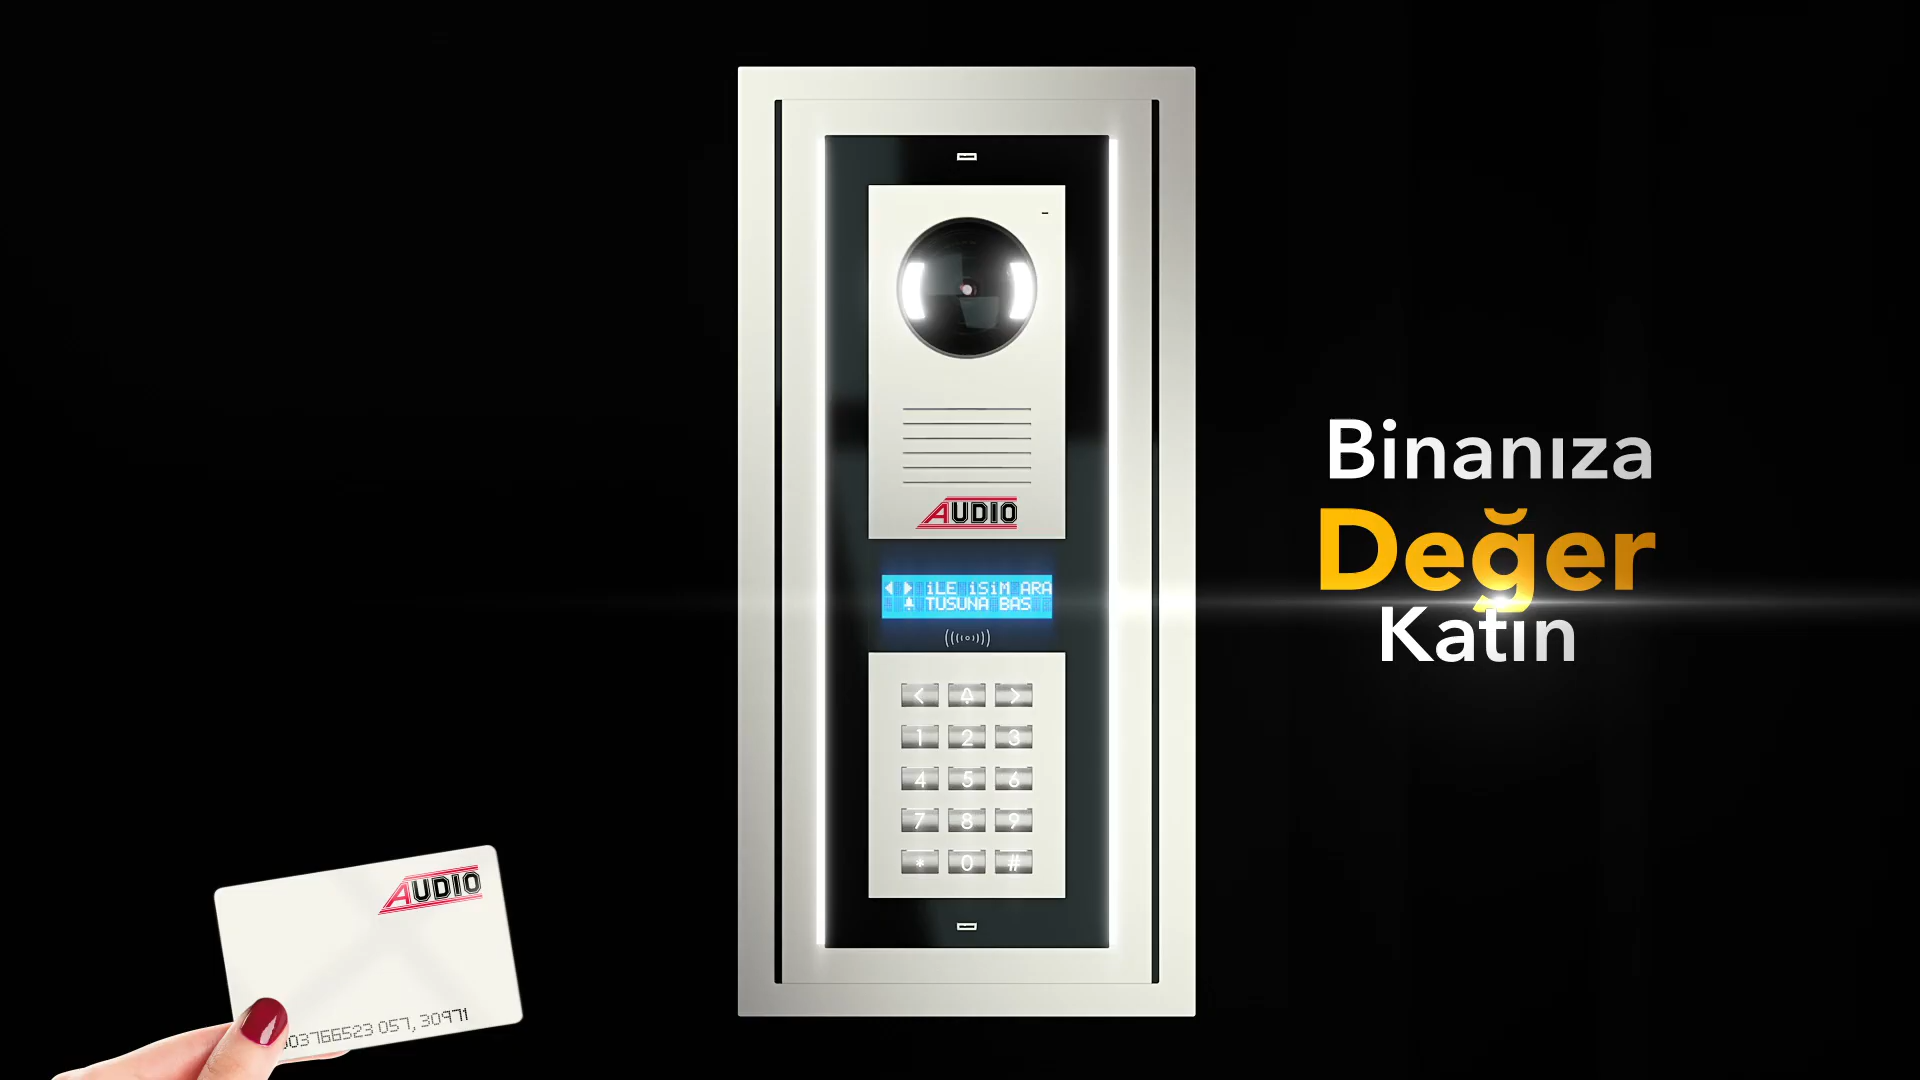 AUDIO
◀ ▶ iLE iSiM ARA
TUSUNA BAS
< >
1 2 3
4 5 6
7 8 9
* 0 #
Binanıza
Değer
Katın
AUDIO
003766523 057, 30971